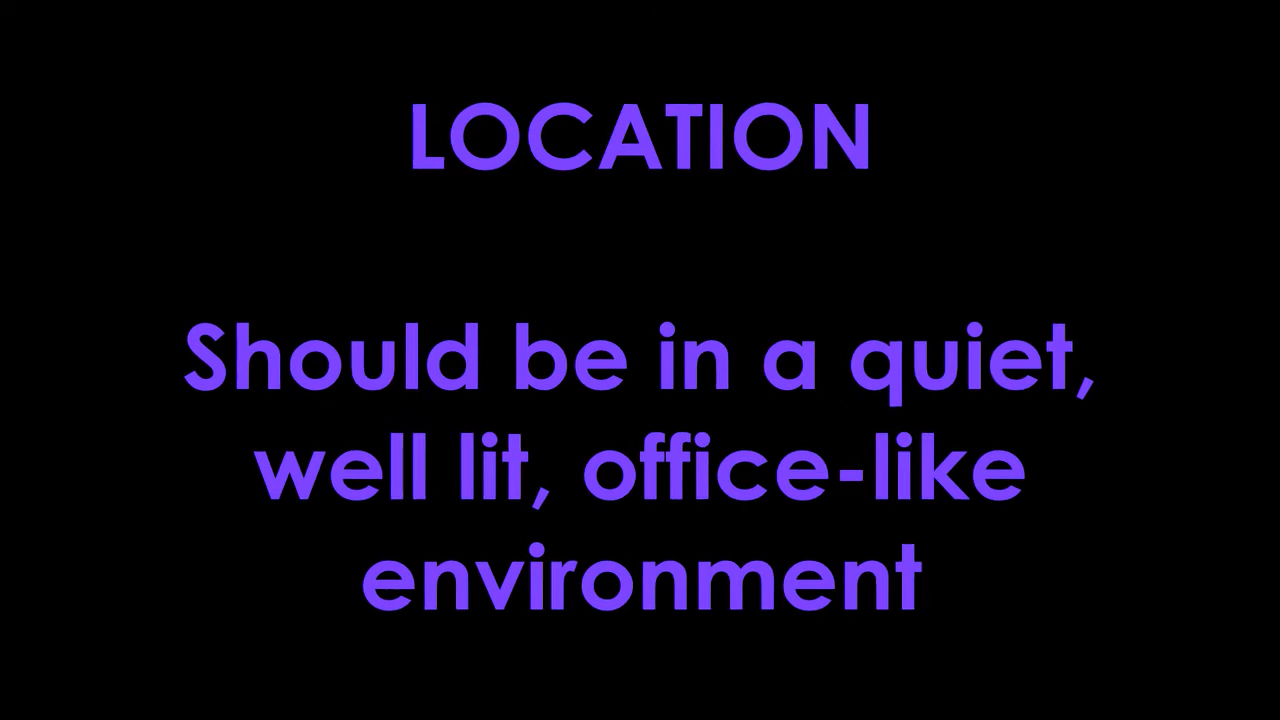 LOCATION
Should be in a quiet,
well lit, office-like
environment